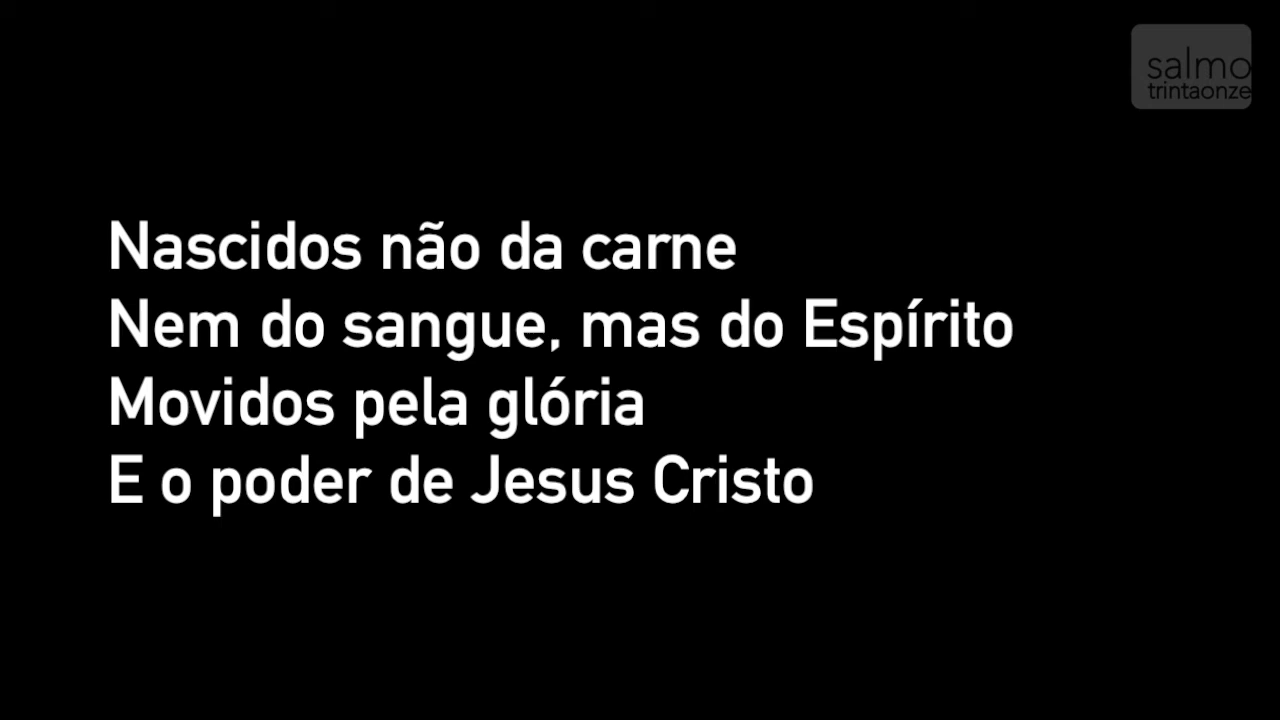 salmo
trintaonze
Nascidos não da carne
Nem do sangue, mas do Espírito
Movidos pela glória
E o poder de Jesus Cristo